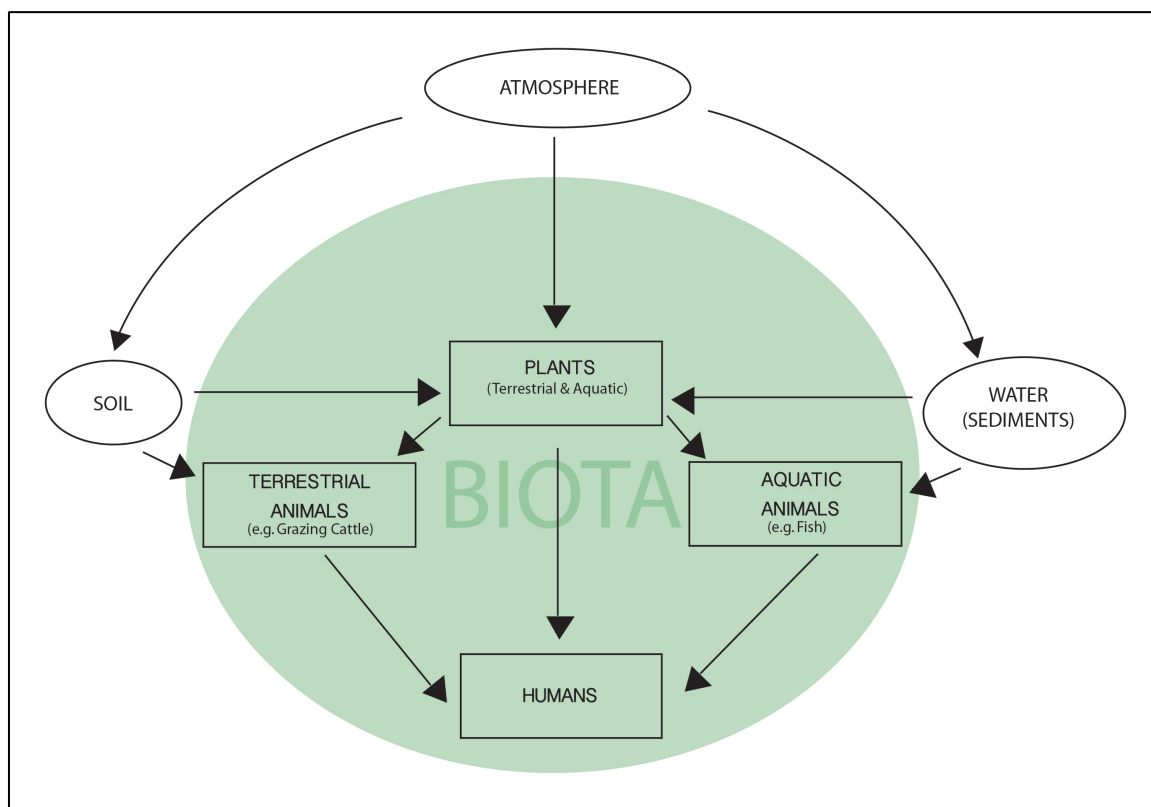 ATMOSPHERE
PLANTS
(Terrestrial & Aquatic)
SOIL
WATER
(SEDIMENTS)
BIOTA
TERRESTRIAL
ANIMALS
(e.g. Grazing Cattle)
AQUATIC
ANIMALS
(e.g. Fish)
HUMANS